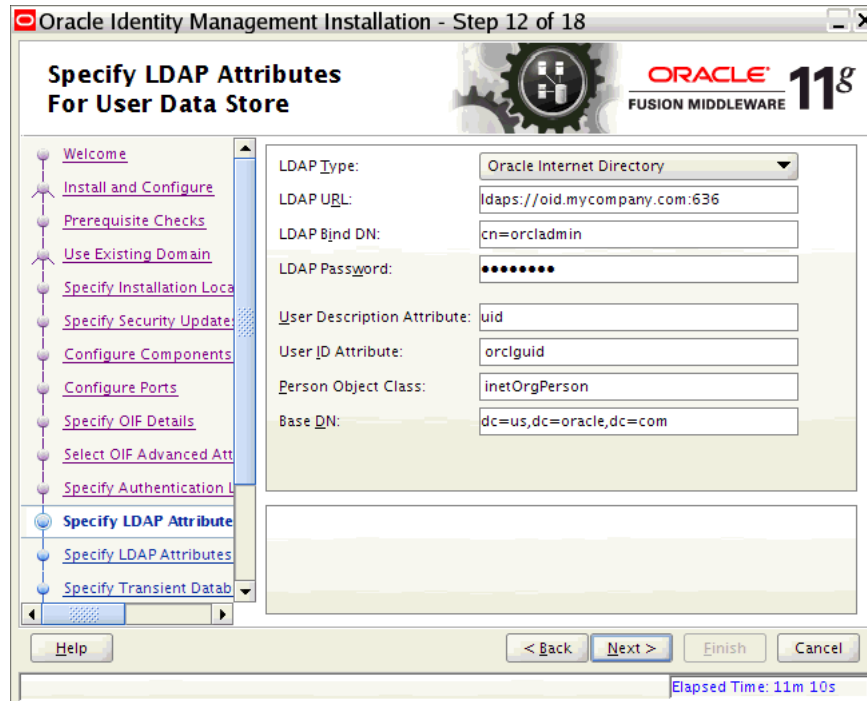 Oracle Identity Management Installation - Step 12 of 18
Specify LDAP Attributes
For User Data Store
ORACLE
FUSION MIDDLEWARE
11g
Welcome
Install and Configure
Prerequisite Checks
Use Existing Domain
Specify Installation Loca
Specify Security Updates
Configure Components
Configure Ports
Specify OIF Details
Select OIF Advanced Att
Specify Authentication L
Specify LDAP Attribute
Specify LDAP Attributes
Specify Transient Datab
LDAP Type: Oracle Internet Directory
LDAP URL: ldaps://oid.mycompany.com:636
LDAP Bind DN: cn=orcladmin
LDAP Password: ●●●●●●●●
User Description Attribute: uid
User ID Attribute: orclguid
Person Object Class: inetOrgPerson
Base DN: dc=us,dc=oracle,dc=com
Help
< Back
Next >
Finish
Cancel
Elapsed Time: 11m 10s